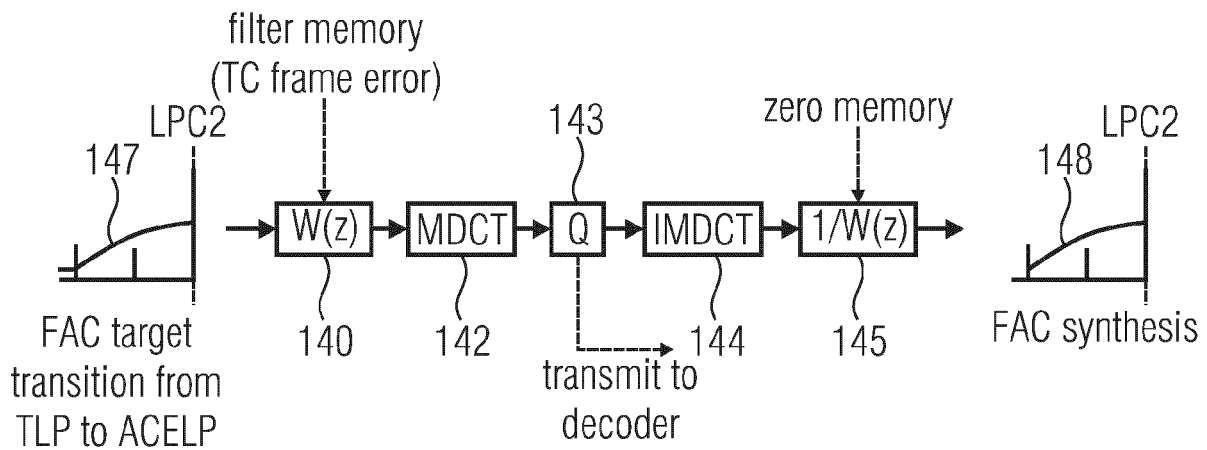 filter memory
(TC frame error)
LPC2
147
143
zero memory
LPC2
148
W(z)
MDCT
Q
IMDCT
1/W(z)
140
142
144
145
FAC target
transition from
TLP to ACELP
transmit to
decoder
FAC synthesis